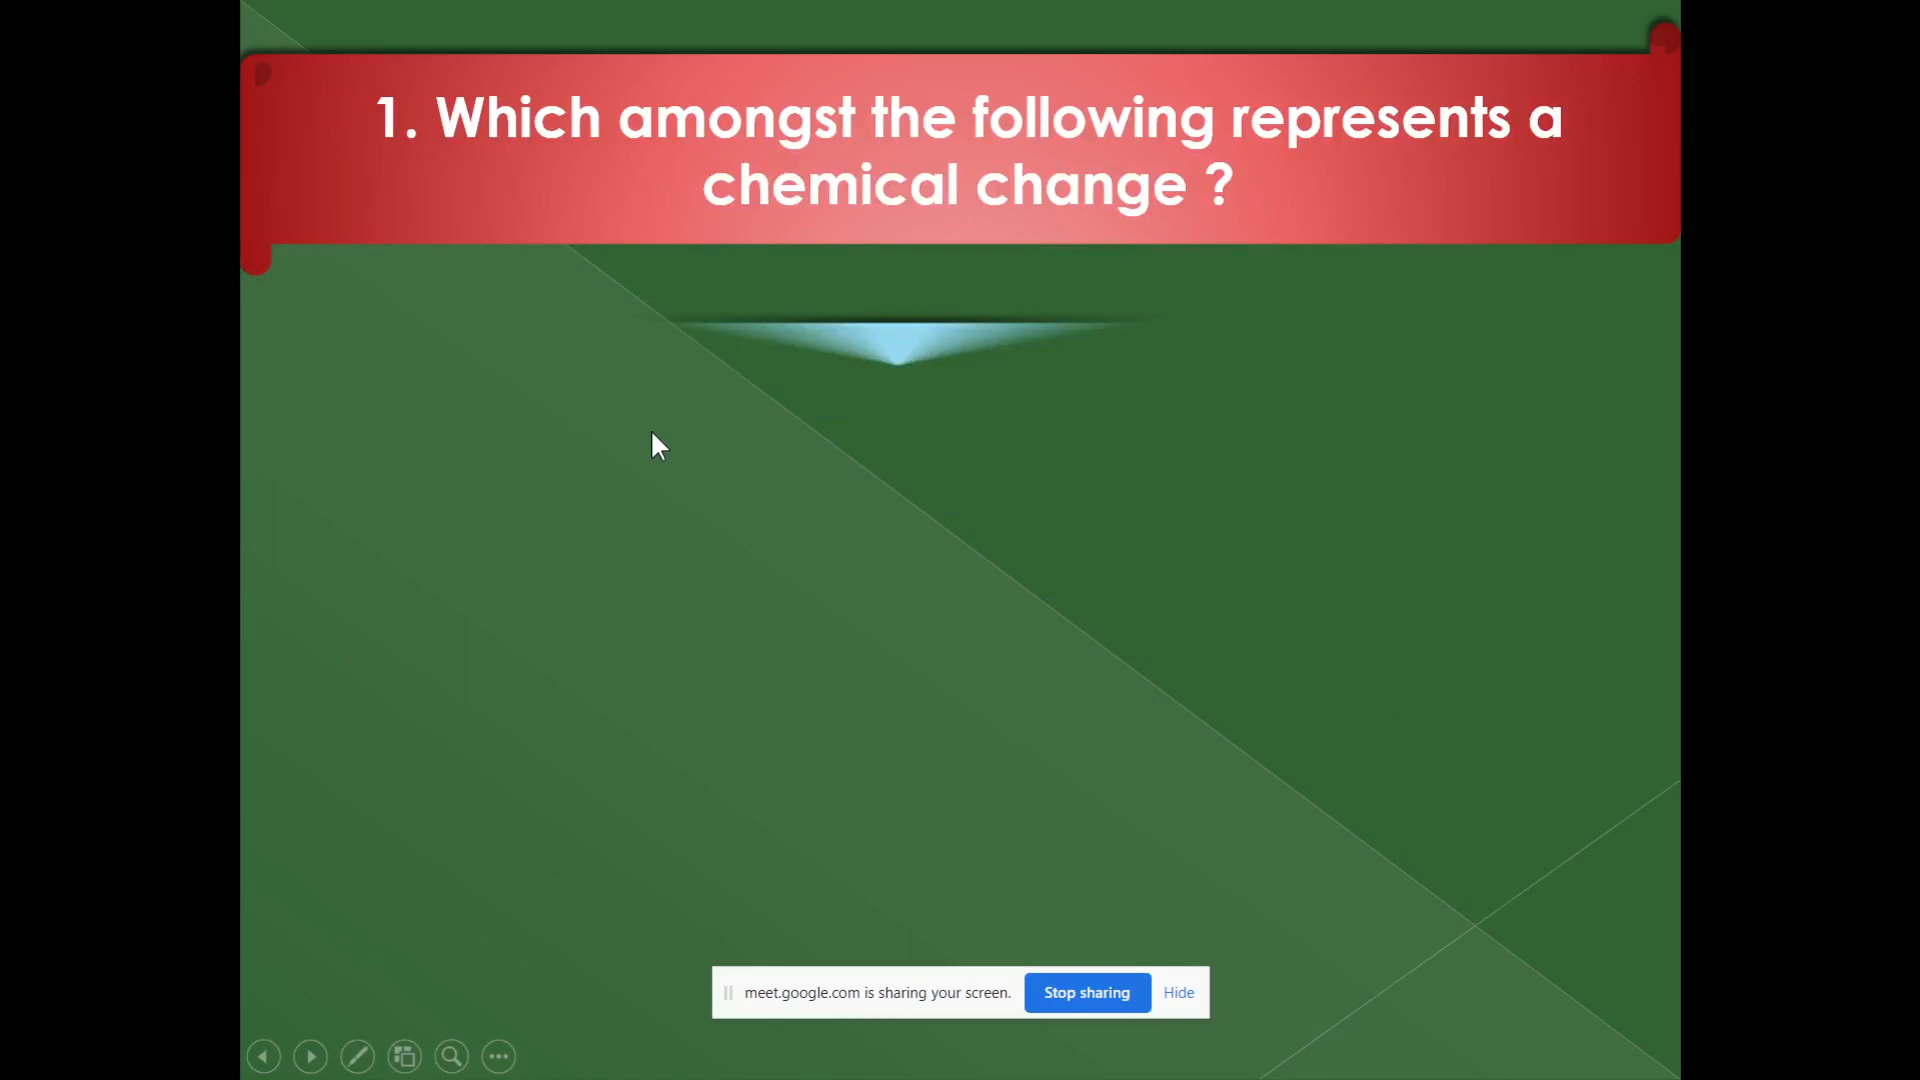 1. Which amongst the following represents a
chemical change ?
meet.google.com is sharing your screen. Stop sharing Hide